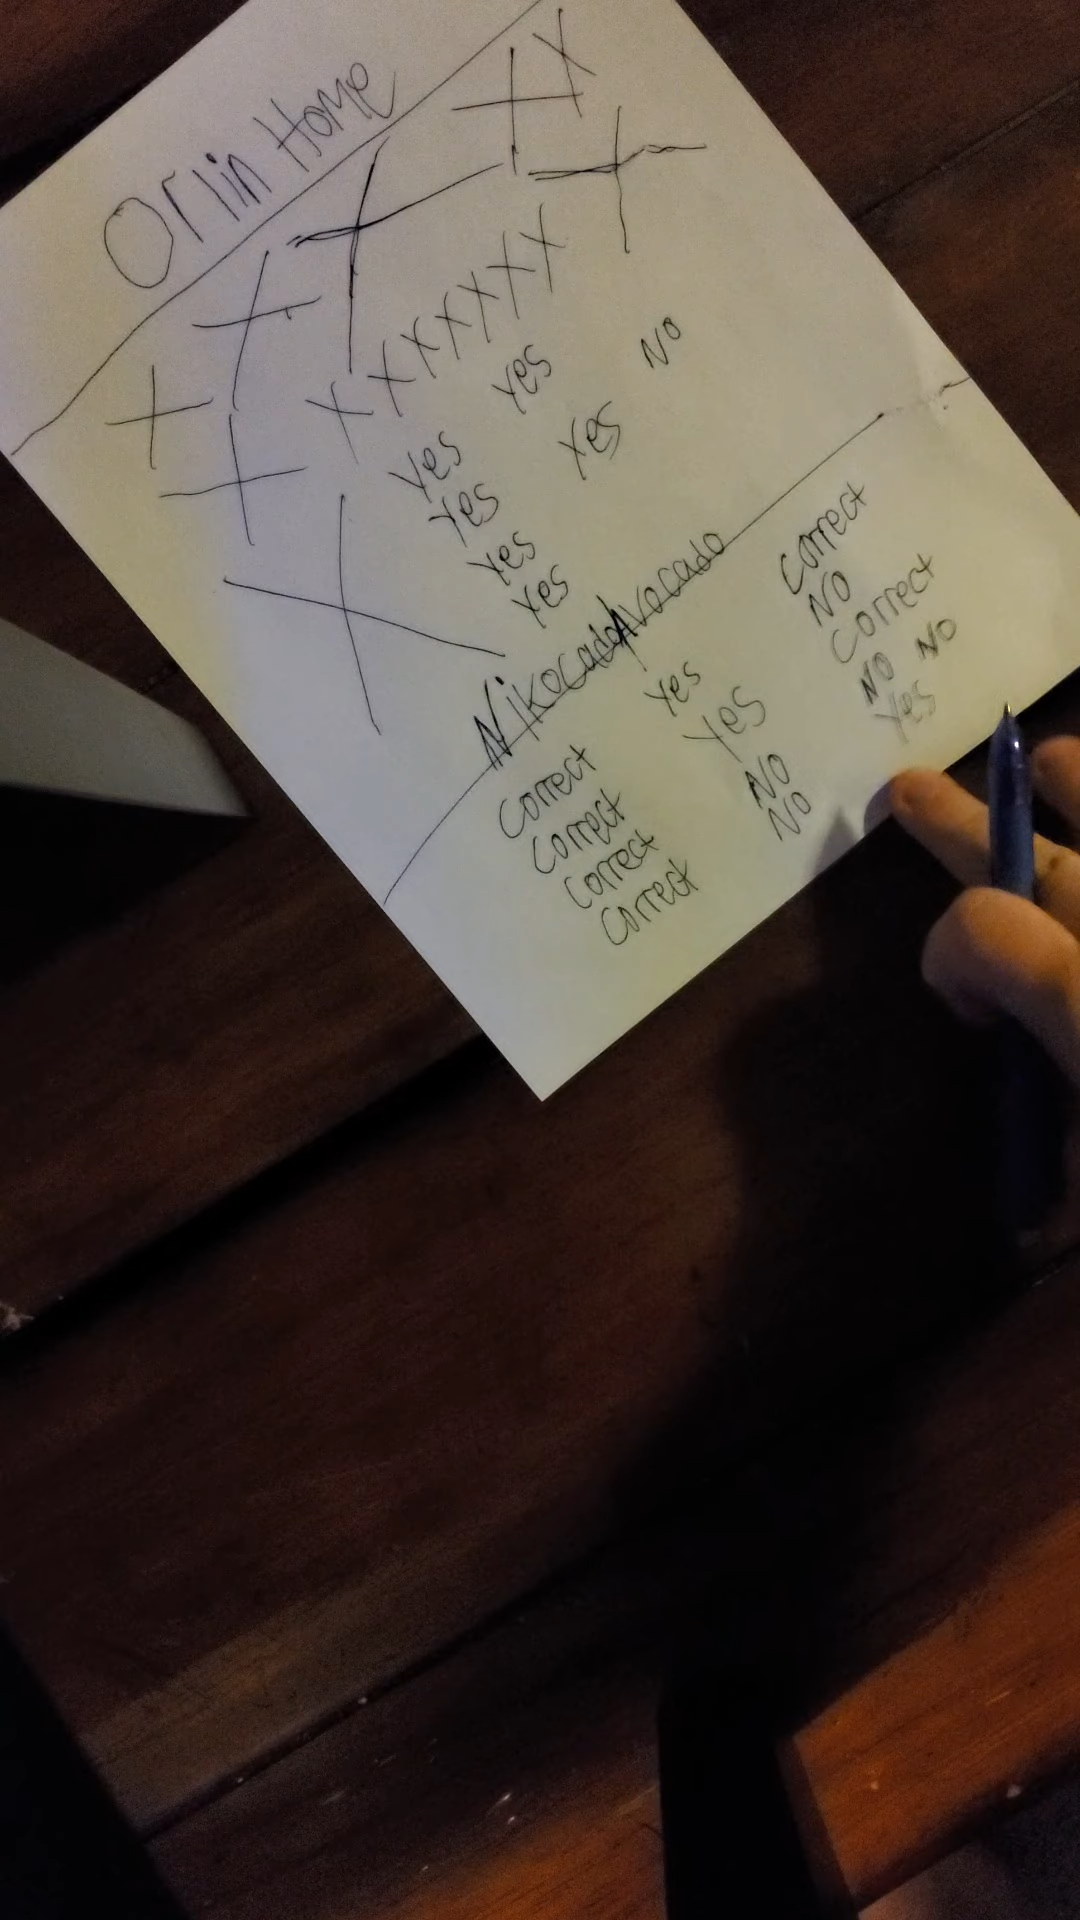 Orlin Home
X X X X
X X X
X X X X X X
X
Yes Yes No
Yes Yes
Yes
Yes
Nikocado Avocado
Correct Yes Correct
Correct Yes No
Correct No Correct
Correct No No No
Yes